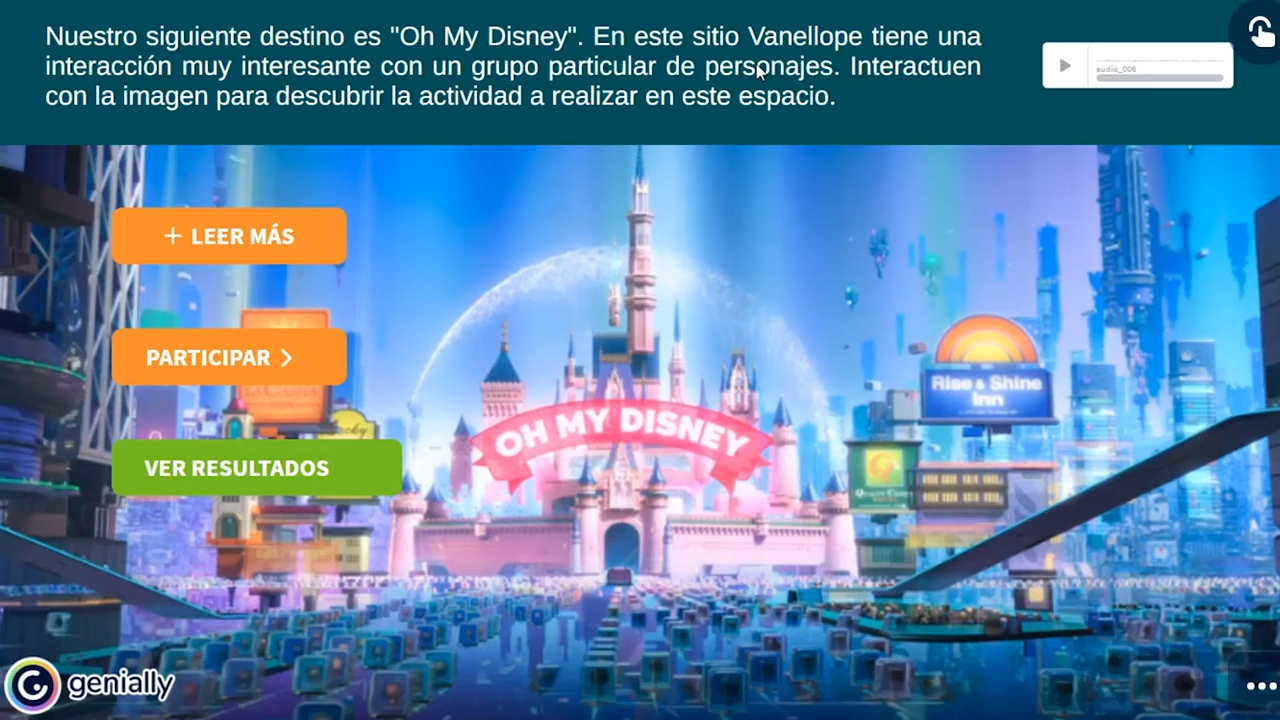 Nuestro siguiente destino es "Oh My Disney". En este sitio Vanellope tiene una
interacción muy interesante con un grupo particular de personajes. Interactuen
con la imagen para descubrir la actividad a realizar en este espacio.
audio_006
+ LEER MÁS
PARTICIPAR >
VER RESULTADOS
OH MY DISNEY
Rise & Shine
Inn
genially